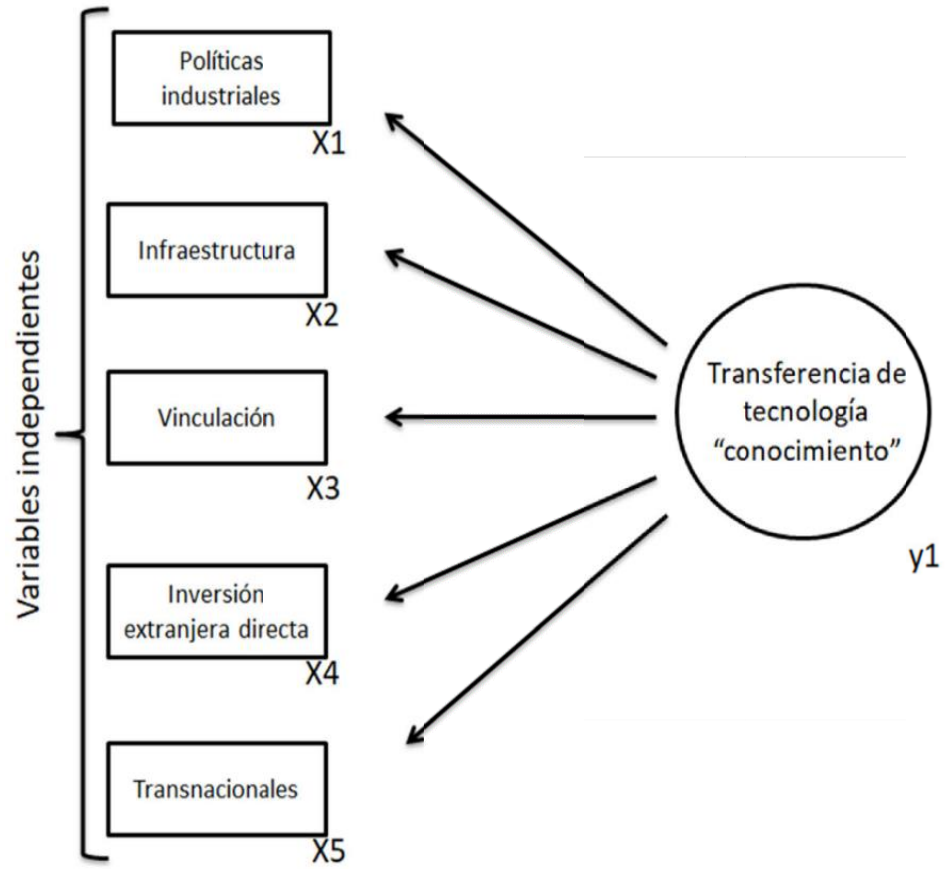 Variables independientes
Políticas
industriales
X1
Infraestructura
X2
Vinculación
X3
Inversión
extranjera directa
X4
Transnacionales
X5
Transferencia de
tecnología
“conocimiento”
y1